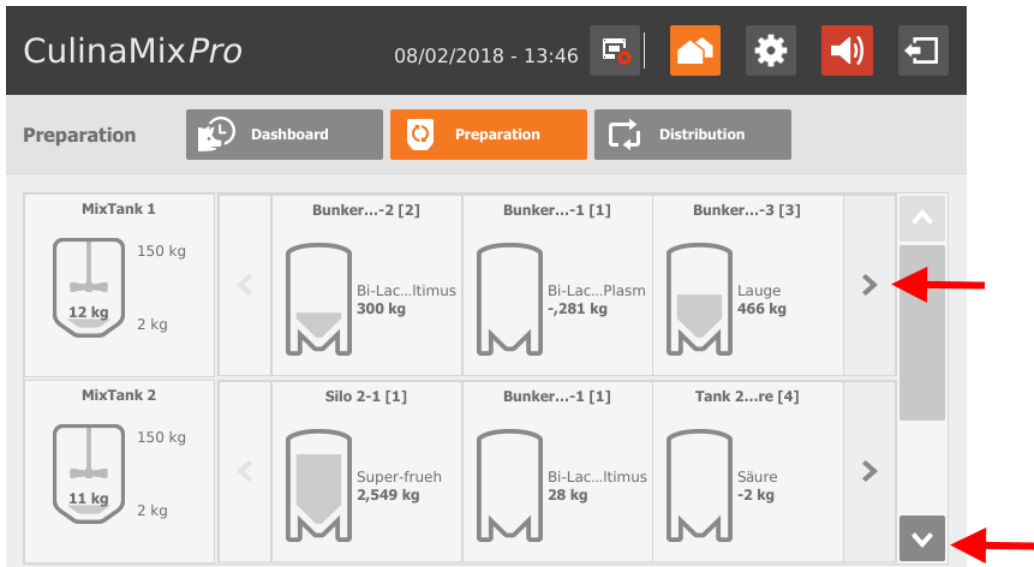 CulinaMixPro
08/02/2018 - 13:46
Preparation
Dashboard
Preparation
Distribution
MixTank 1
150 kg
12 kg
2 kg
Bunker...-2 [2]
Bi-Lac...ltimus
300 kg
Bunker...-1 [1]
Bi-Lac...Plasm
-,281 kg
Bunker...-3 [3]
Lauge
466 kg
MixTank 2
150 kg
11 kg
2 kg
Silo 2-1 [1]
Super-frueh
2,549 kg
Bunker...-1 [1]
Bi-Lac...ltimus
28 kg
Tank 2...re [4]
Säure
-2 kg